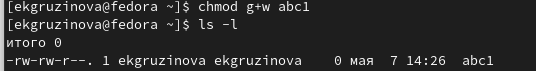 [ekgruzinova@fedora ~]$ chmod g+w abc1
[ekgruzinova@fedora ~]$ ls -l
итого 0
-rw-rw-r--. 1 ekgruzinova ekgruzinova    0 мая  7 14:26  abc1